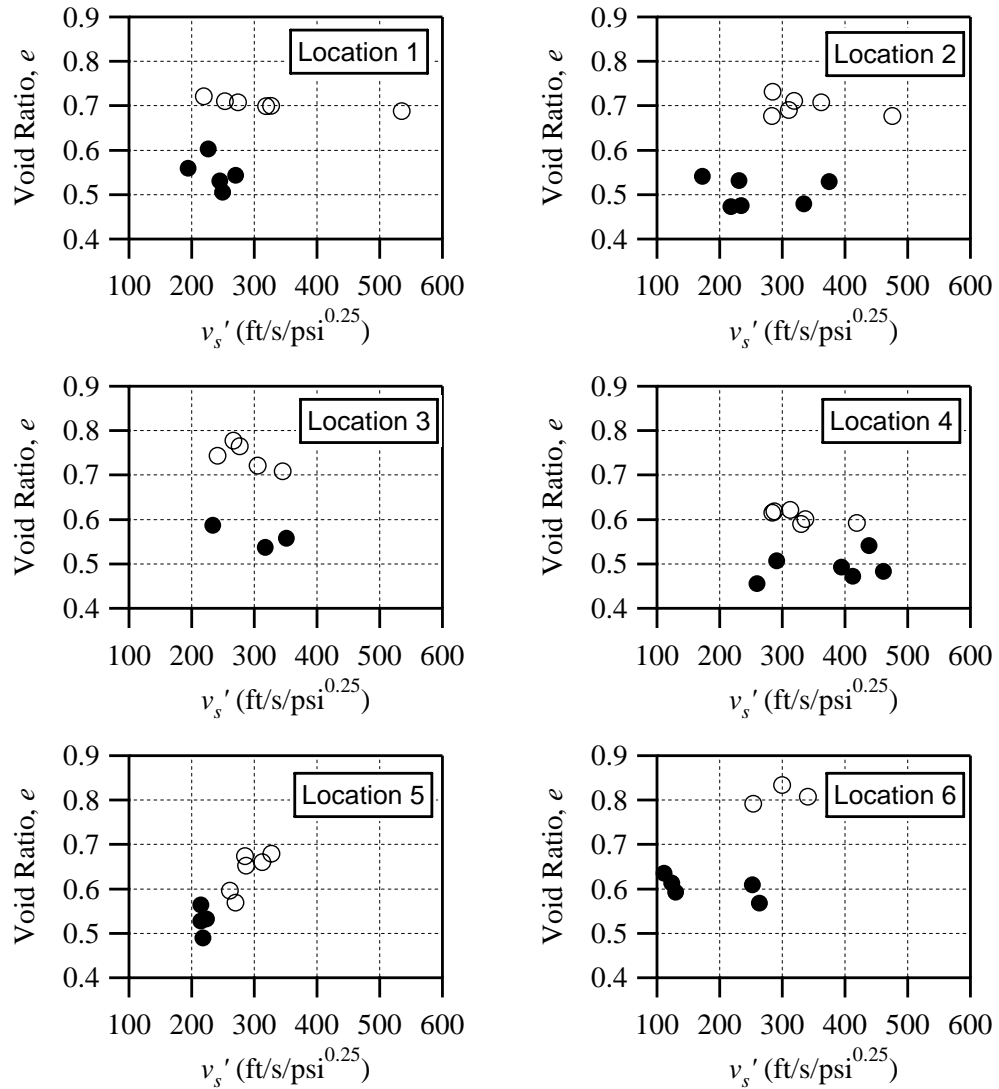 Void Ratio, e
0.9
0.8
0.7
0.6
0.5
0.4
100 200 300 400 500 600
vs' (ft/s/psi0.25)
Location 1
Void Ratio, e
0.9
0.8
0.7
0.6
0.5
0.4
100 200 300 400 500 600
vs' (ft/s/psi0.25)
Location 2
Void Ratio, e
0.9
0.8
0.7
0.6
0.5
0.4
100 200 300 400 500 600
vs' (ft/s/psi0.25)
Location 3
Void Ratio, e
0.9
0.8
0.7
0.6
0.5
0.4
100 200 300 400 500 600
vs' (ft/s/psi0.25)
Location 4
Void Ratio, e
0.9
0.8
0.7
0.6
0.5
0.4
100 200 300 400 500 600
vs' (ft/s/psi0.25)
Location 5
Void Ratio, e
0.9
0.8
0.7
0.6
0.5
0.4
100 200 300 400 500 600
vs' (ft/s/psi0.25)
Location 6